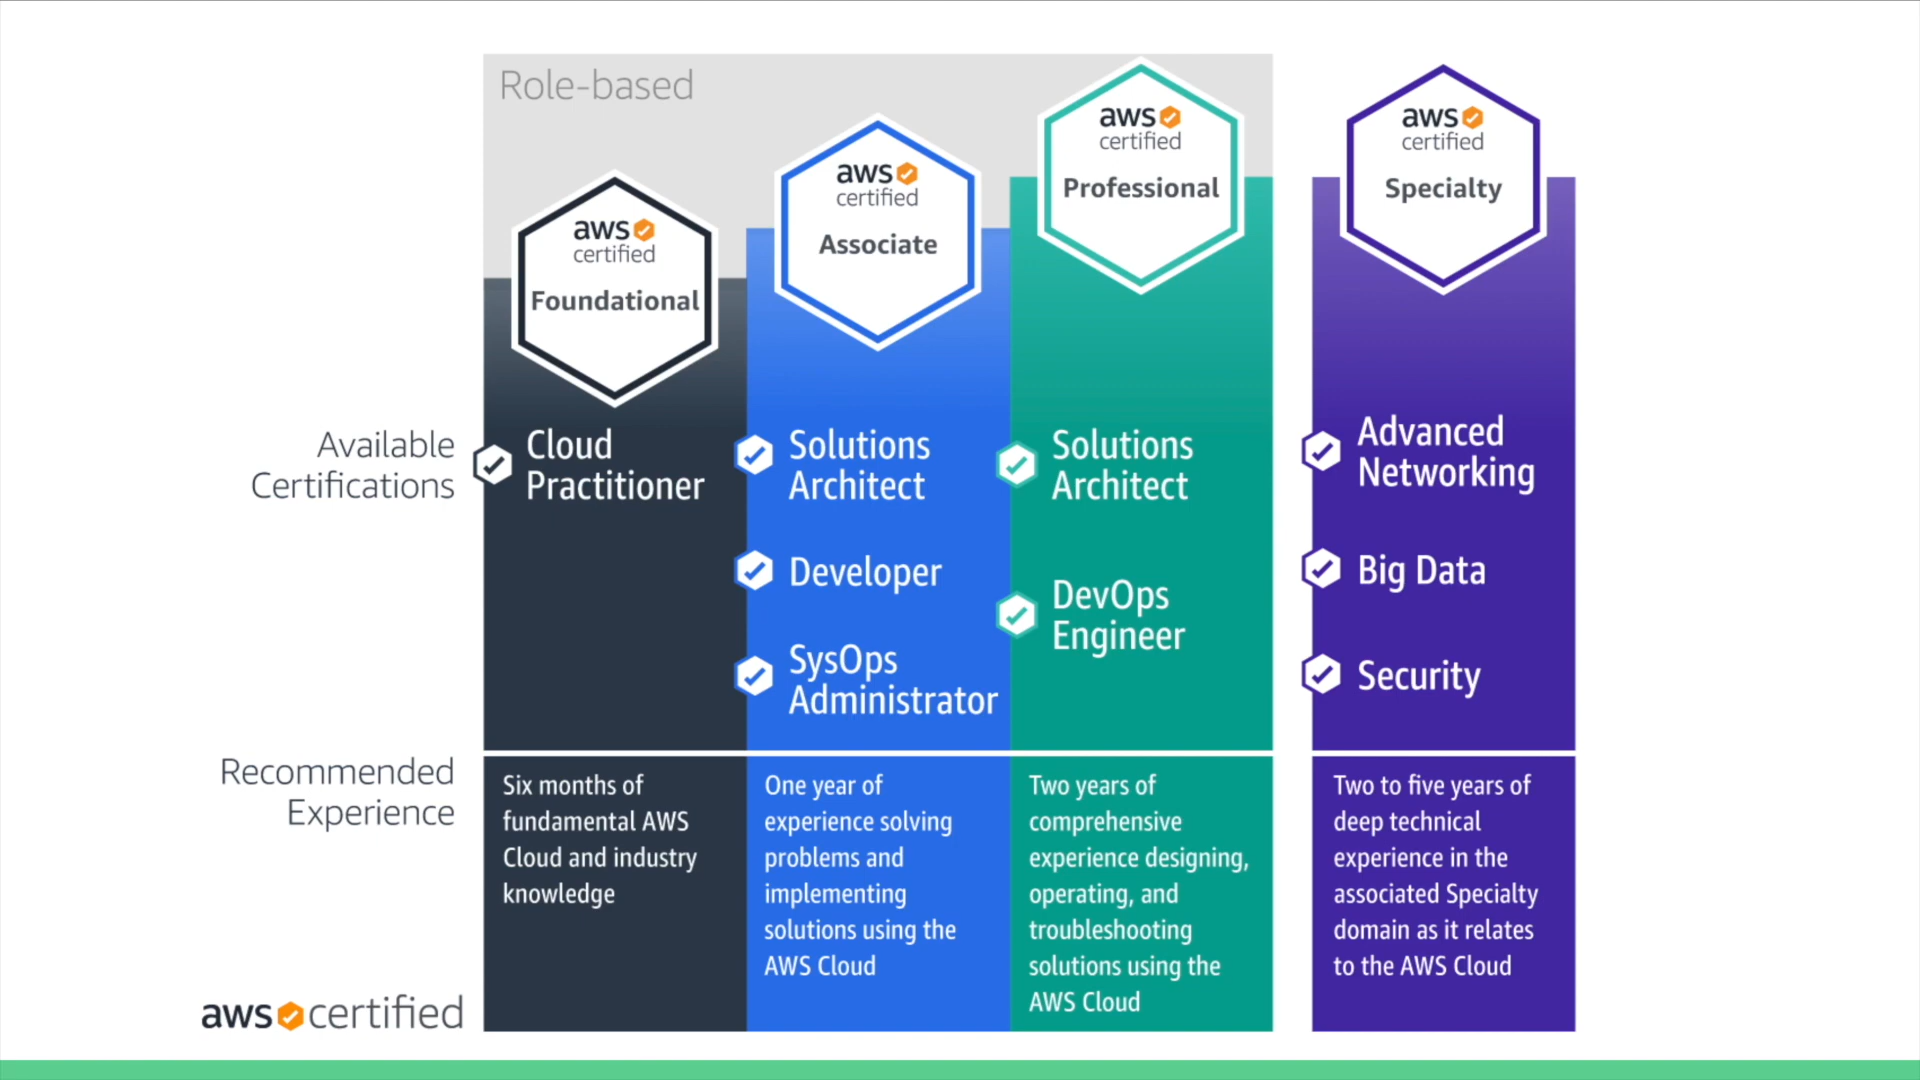 Role-based
aws
certified
Foundational
aws
certified
Associate
aws
certified
Professional
aws
certified
Specialty
Available
Certifications
Cloud
Practitioner
Solutions
Architect
Developer
SysOps
Administrator
Solutions
Architect
DevOps
Engineer
Advanced
Networking
Big Data
Security
Recommended
Experience
Six months of
fundamental AWS
Cloud and industry
knowledge
One year of
experience solving
problems and
implementing
solutions using the
AWS Cloud
Two years of
comprehensive
experience designing,
operating, and
troubleshooting
solutions using the
AWS Cloud
Two to five years of
deep technical
experience in the
associated Specialty
domain as it relates
to the AWS Cloud
aws certified